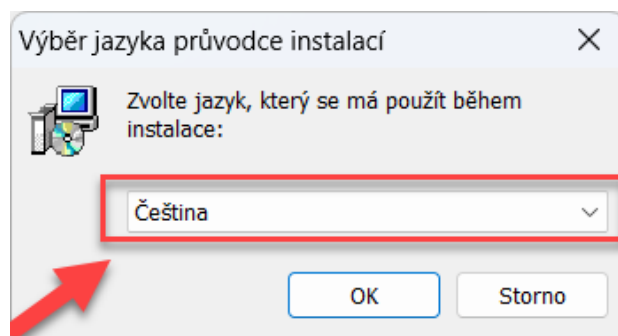 Výběr jazyka průvodce instalací
Zvolte jazyk, který se má použít během
instalace:
Čeština
OK
Storno